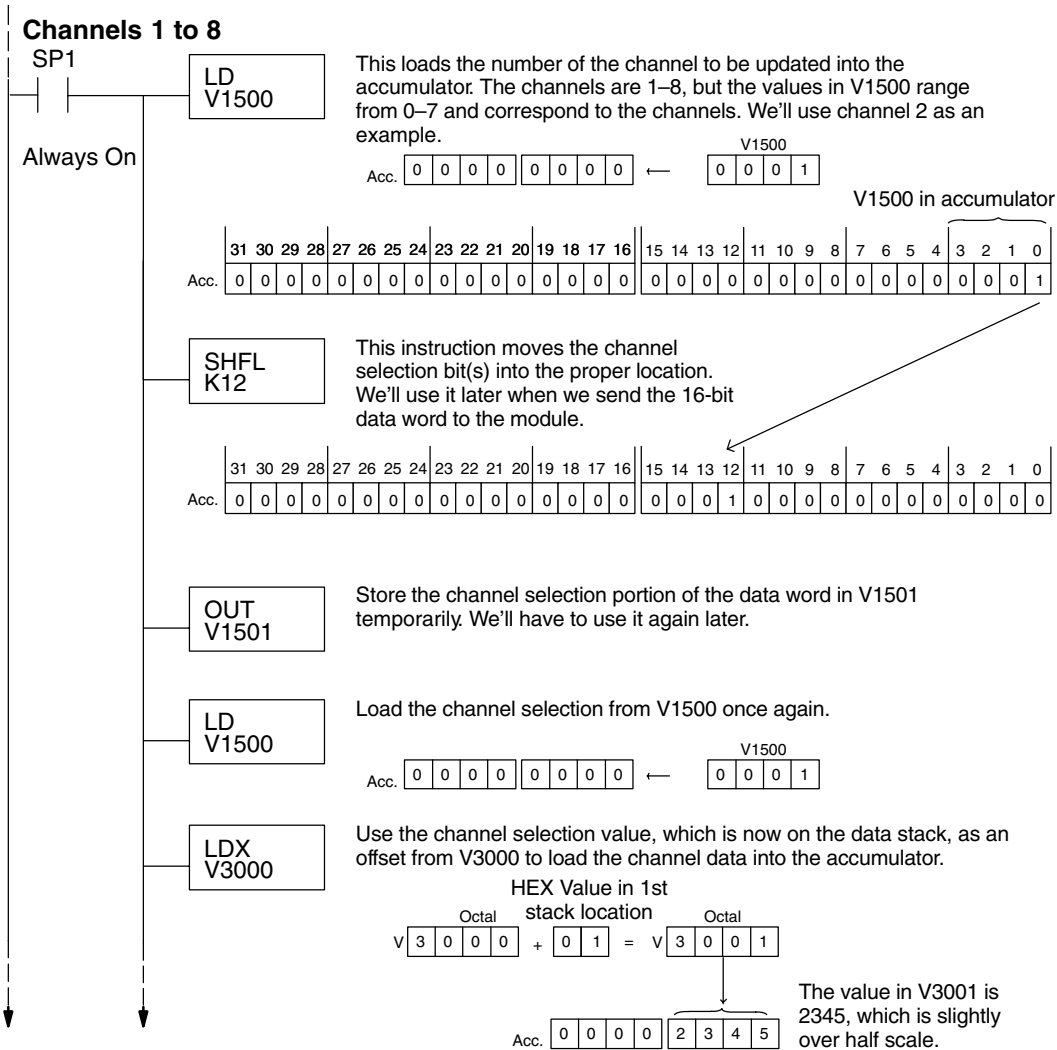 Channels 1 to 8
SP1
Always On
LD
V1500
This loads the number of the channel to be updated into the
accumulator. The channels are 1–8, but the values in V1500 range
from 0–7 and correspond to the channels. We'll use channel 2 as an
example.
V1500
Acc. 0 0 0 0 0 0 0 0 ← 0 0 0 1
V1500 in accumulator
31 30 29 28 27 26 25 24 23 22 21 20 19 18 17 16 15 14 13 12 11 10 9 8 7 6 5 4 3 2 1 0
Acc. 0 0 0 0 0 0 0 0 0 0 0 0 0 0 0 0 0 0 0 0 0 0 0 0 0 0 0 0 0 0 0 1
SHFL
K12
This instruction moves the channel
selection bit(s) into the proper location.
We'll use it later when we send the 16-bit
data word to the module.
31 30 29 28 27 26 25 24 23 22 21 20 19 18 17 16 15 14 13 12 11 10 9 8 7 6 5 4 3 2 1 0
Acc. 0 0 0 0 0 0 0 0 0 0 0 0 0 0 0 0 0 0 0 1 0 0 0 0 0 0 0 0 0 0 0 0
OUT
V1501
Store the channel selection portion of the data word in V1501
temporarily. We'll have to use it again later.
LD
V1500
Load the channel selection from V1500 once again.
V1500
Acc. 0 0 0 0 0 0 0 0 ← 0 0 0 1
LDX
V3000
Use the channel selection value, which is now on the data stack, as an
offset from V3000 to load the channel data into the accumulator.
HEX Value in 1st
stack location
Octal Octal
V 3 0 0 0 + 0 1 = V 3 0 0 1
The value in V3001 is
2345, which is slightly
over half scale.
Acc. 0 0 0 0 2 3 4 5